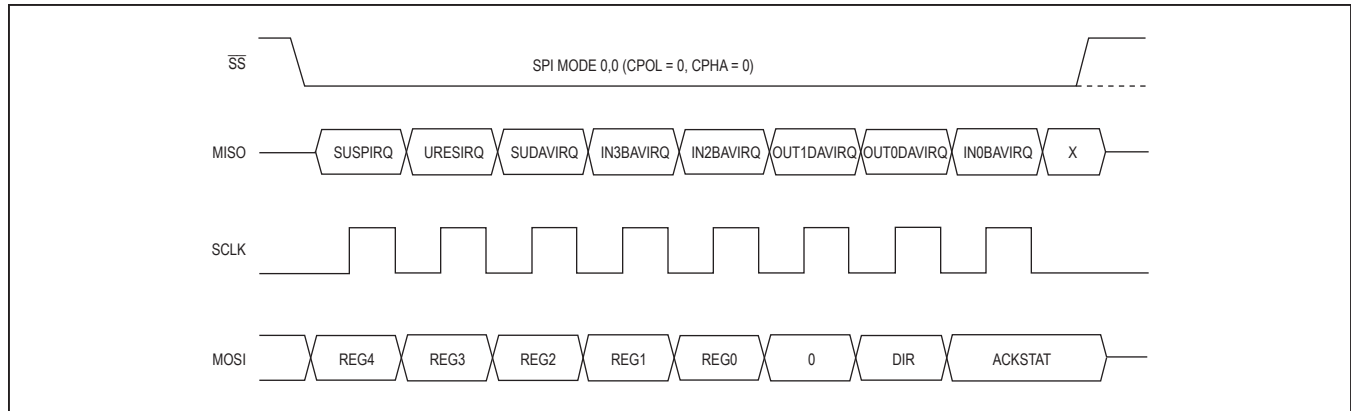 SS
SPI MODE 0,0 (CPOL = 0, CPHA = 0)
MISO SUSPIRQ URESIRQ SUDAVIRQ IN3BAVIRQ IN2BAVIRQ OUT1DAVIRQ OUT0DAVIRQ IN0BAVIRQ X
SCLK
MOSI REG4 REG3 REG2 REG1 REG0 0 DIR ACKSTAT